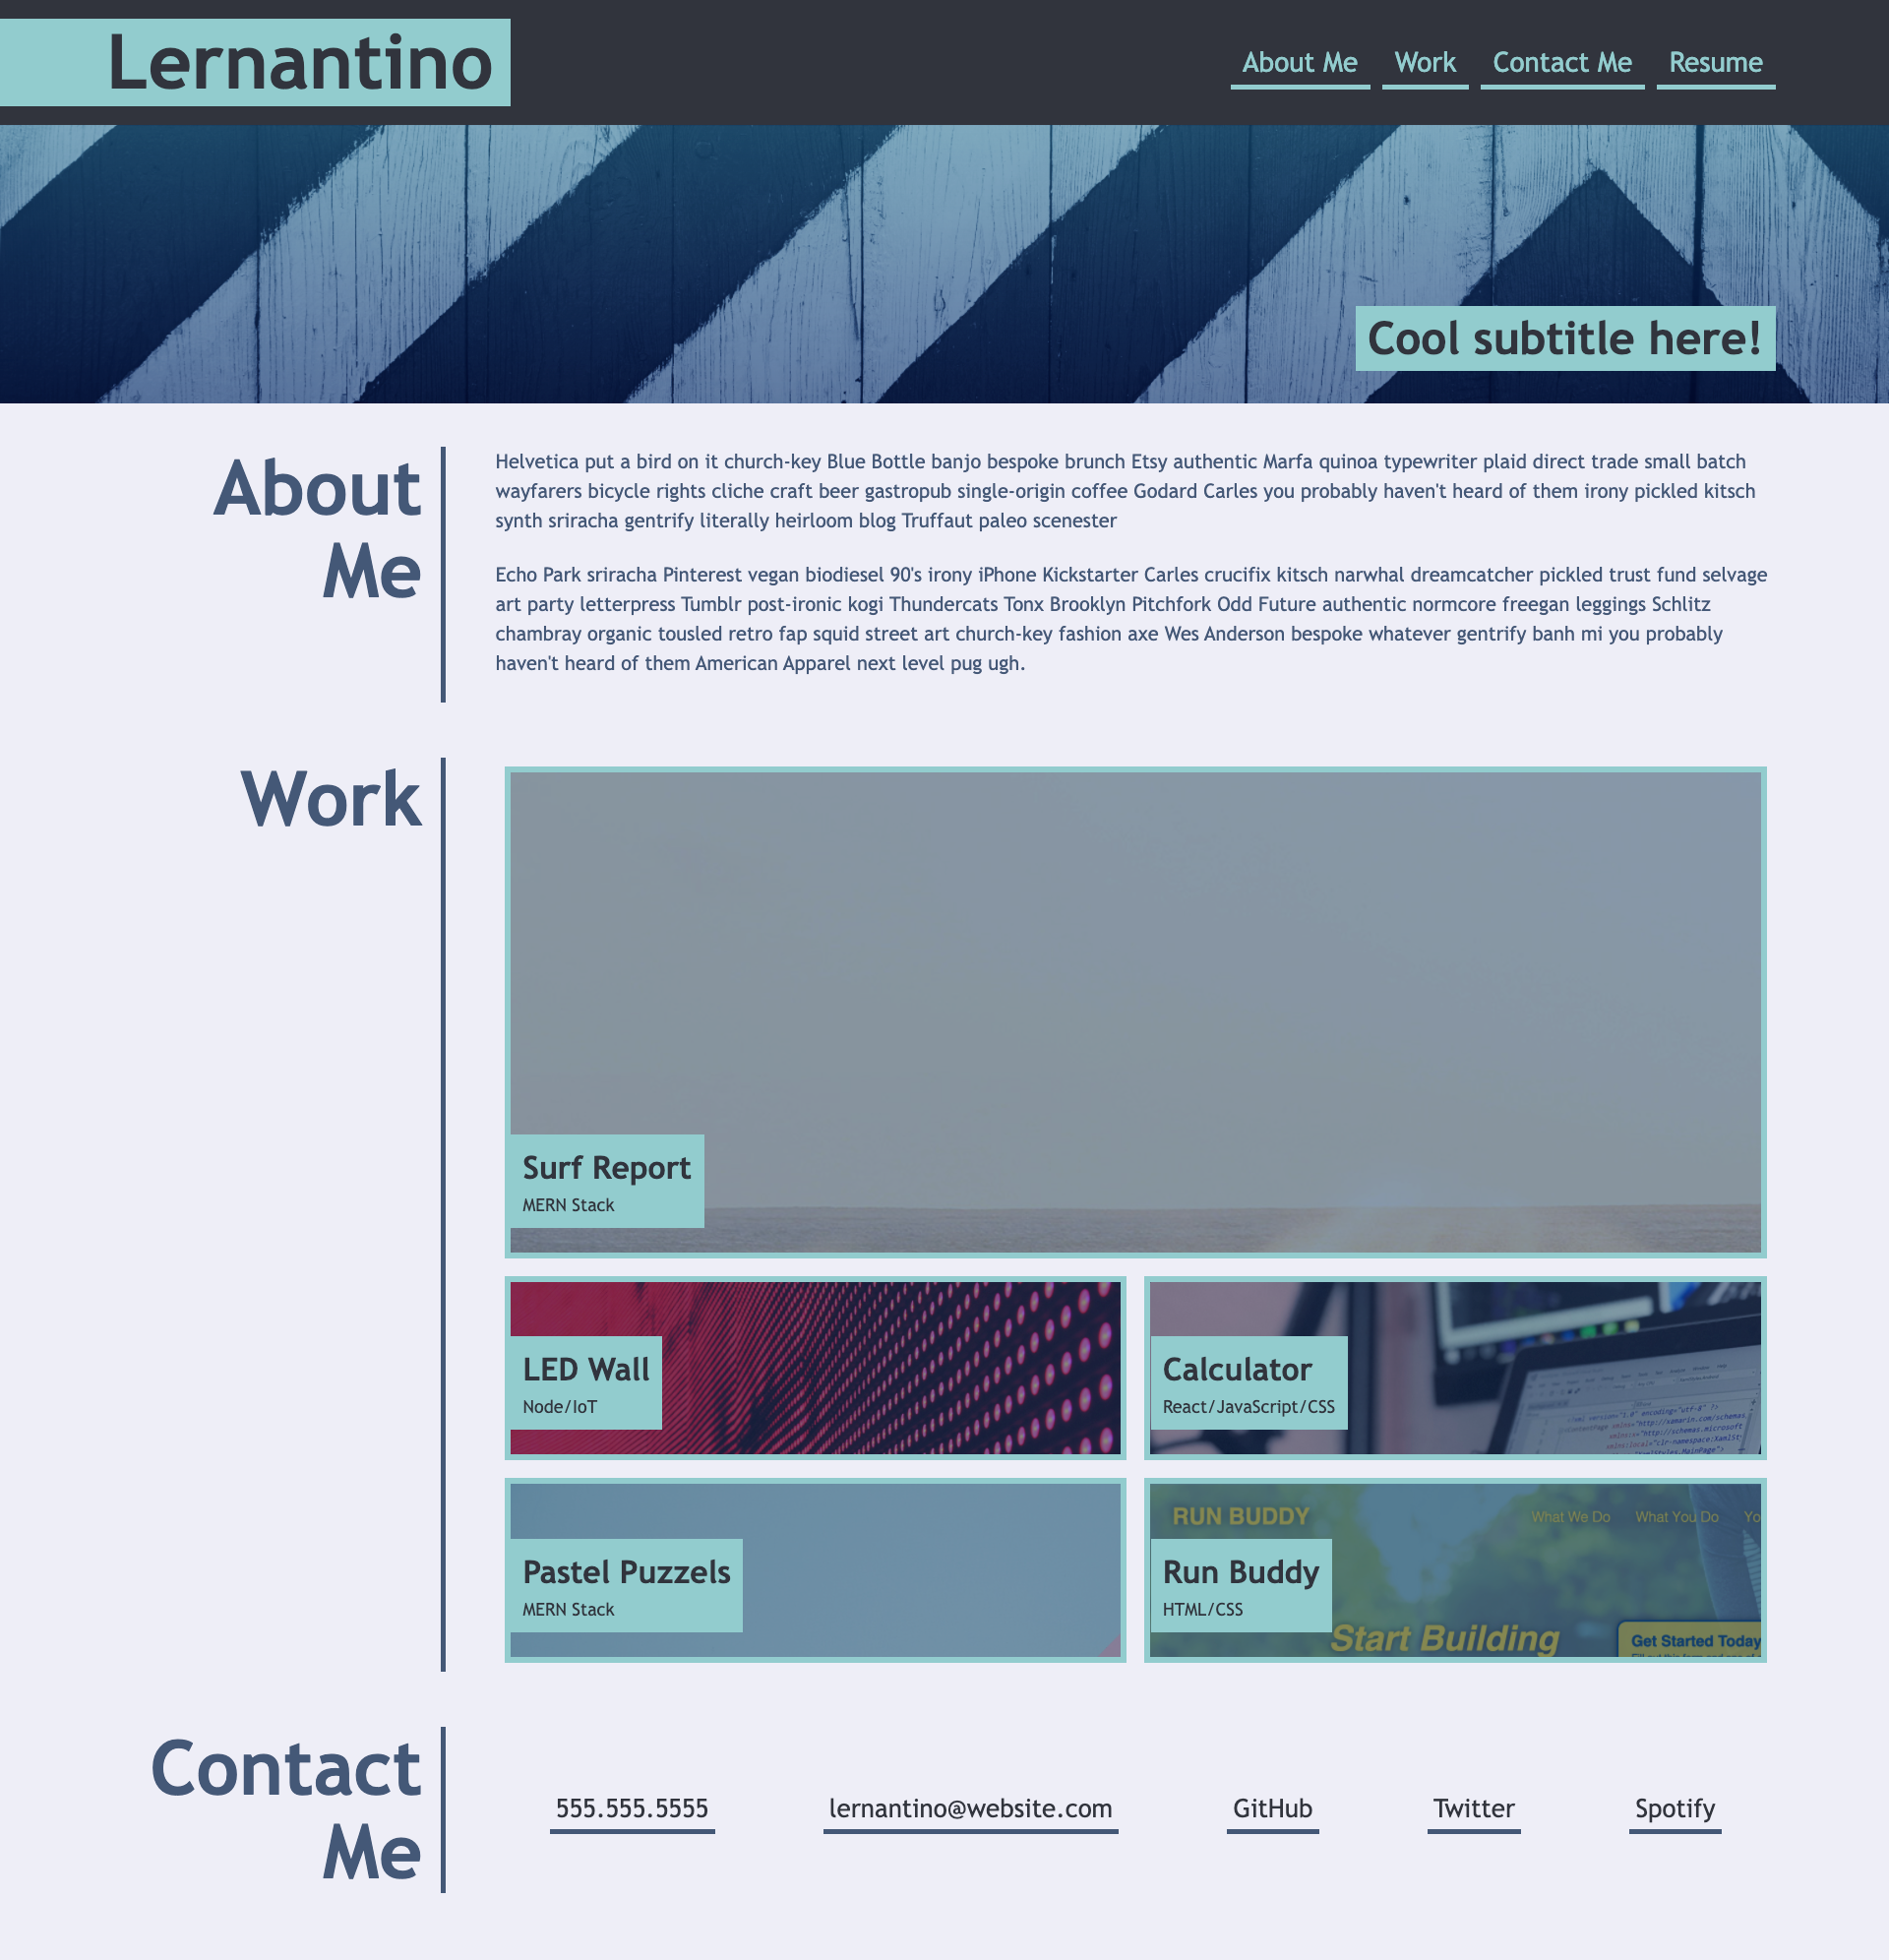 Lernantino
About Me Work Contact Me Resume
Cool subtitle here!
About
Me
Helvetica put a bird on it church-key Blue Bottle banjo bespoke brunch Etsy authentic Marfa quinoa typewriter plaid direct trade small batch
wayfarers bicycle rights cliche craft beer gastropub single-origin coffee Godard Carles you probably haven't heard of them irony pickled kitsch
synth sriracha gentrify literally heirloom blog Truffaut paleo scenester
Echo Park sriracha Pinterest vegan biodiesel 90's irony iPhone Kickstarter Carles crucifix kitsch narwhal dreamcatcher pickled trust fund selvage
art party letterpress Tumblr post-ironic kogi Thundercats Tonx Brooklyn Pitchfork Odd Future authentic normcore freegan leggings Schlitz
chambray organic tousled retro fap squid street art church-key fashion axe Wes Anderson bespoke whatever gentrify banh mi you probably
haven't heard of them American Apparel next level pug ugh.
Work
Surf Report
MERN Stack
LED Wall
Node/IoT
Calculator
React/JavaScript/CSS
<?xml version="1.0" encoding="utf-8" ?>
Pastel Puzzels
MERN Stack
RUN BUDDY
What We Do What You Do Yo
Run Buddy
HTML/CSS
Start Building
Get Started Today
Contact
Me
555.555.5555
lernantino@website.com
GitHub
Twitter
Spotify